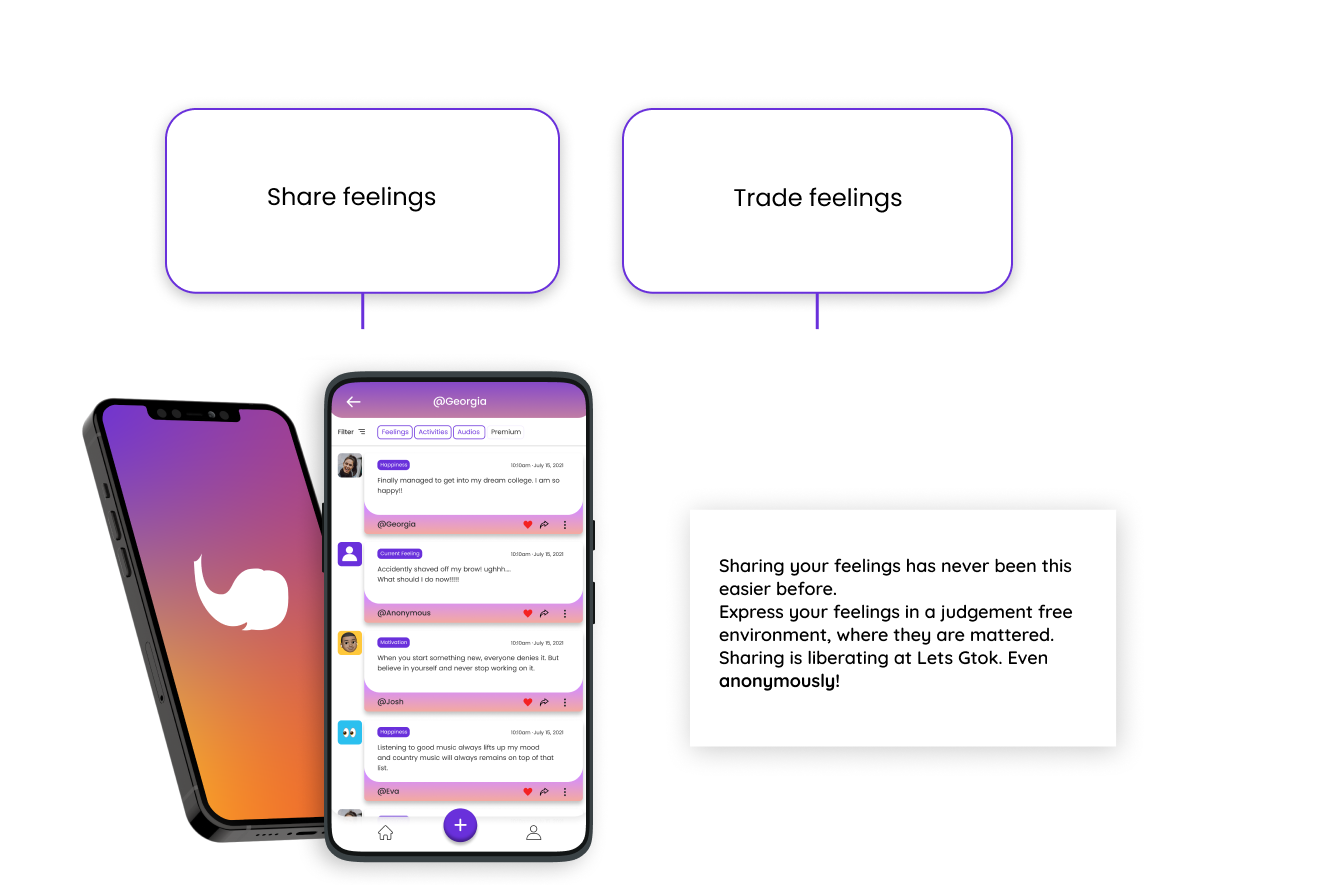 Share feelings
Trade feelings
@Georgia
Filter
Feelings
Activities
Audios
Premium
Happiness
10:10am -July 15, 2021
Finally managed to get into my dream college. I am so
happy!!
@Georgia
Current Feeling
10:10am -July 15, 2021
Accidently shaved off my brow! ughhh....
What should I do now!!!!!
@Anonymous
Motivation
10:10am -July 15, 2021
When you start something new, everyone denies it. But
believe in yourself and never stop working on it.
@Josh
Happiness
10:10am -July 15, 2021
Listening to good music always lifts up my mood
and country music will always remains on top of that
list.
@Eva
Sharing your feelings has never been this
easier before.
Express your feelings in a judgement free
environment, where they are mattered.
Sharing is liberating at Lets Gtok. Even
anonymously!